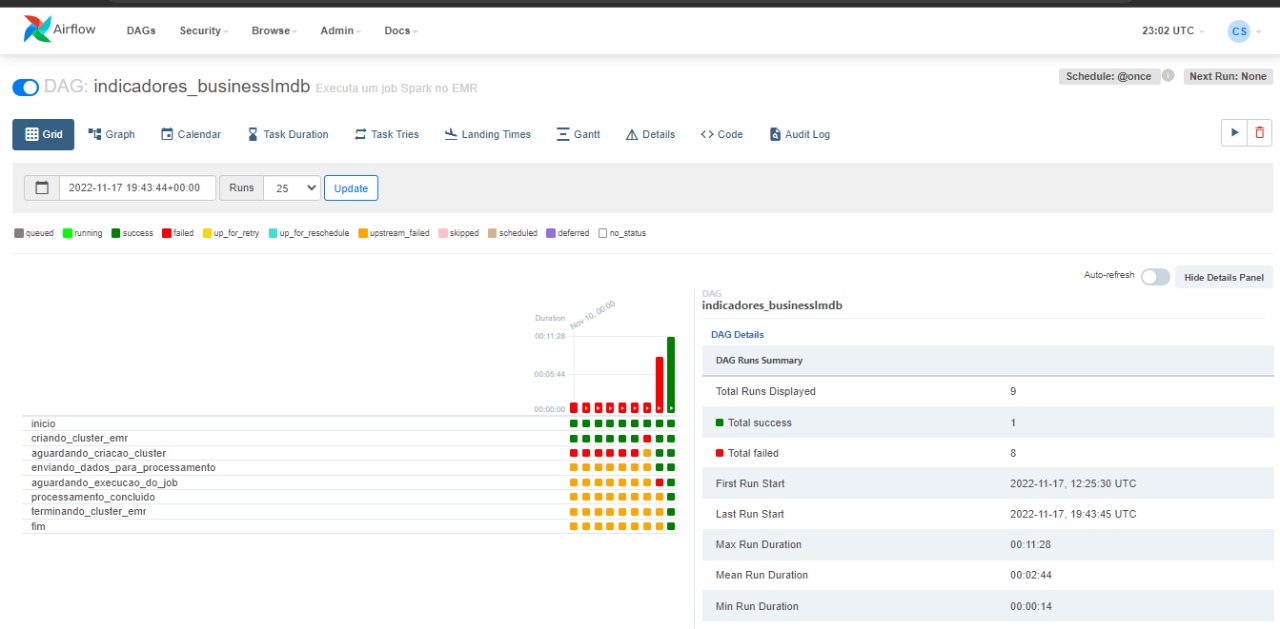 Airflow DAGs Security Browse Admin Docs 23:02 UTC CS
Schedule: @once i Next Run: None
DAG: indicadores_businesslmdb Executa um job Spark no EMR
Grid Graph Calendar Task Duration Task Tries Landing Times Gantt Details Code Audit Log
2022-11-17 19:43:44+00:00 Runs 25 Update
queued running success failed up_for_retry up_for_reschedule upstream_failed skipped scheduled deferred no_status
Auto-refresh Hide Details Panel
Duration Nov 10, 00:00
00:11:28
00:05:44
00:00:00
inicio
criando_cluster_emr
aguardando_criacao_cluster
enviando_dados_para_processamento
aguardando_execucao_do_job
processamento_concluido
terminando_cluster_emr
fim
DAG
indicadores_businesslmdb
DAG Details
DAG Runs Summary
Total Runs Displayed 9
Total success 1
Total failed 8
First Run Start 2022-11-17, 12:25:30 UTC
Last Run Start 2022-11-17, 19:43:45 UTC
Max Run Duration 00:11:28
Mean Run Duration 00:02:44
Min Run Duration 00:00:14